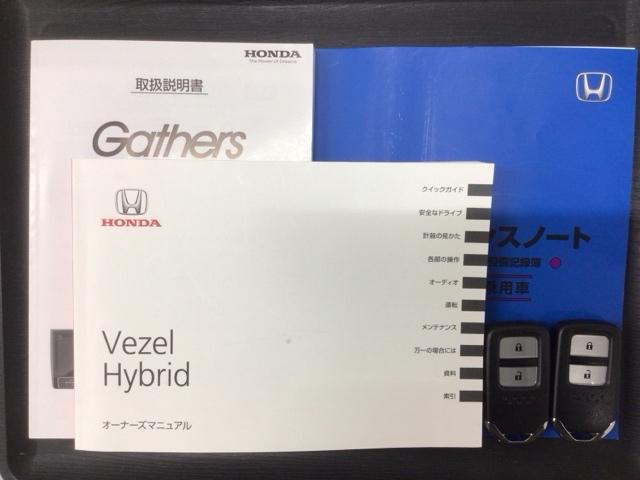 HONDA
The Power of Dreams
取扱説明書
Gathers
HONDA
Vezel
Hybrid
オーナーズマニュアル
クイックガイド
安全なドライブ
計器の見かた
各部の操作
オーディオ
運転
メンテナンス
万一の場合には
資料
索引
スノート
記録簿
乗用車